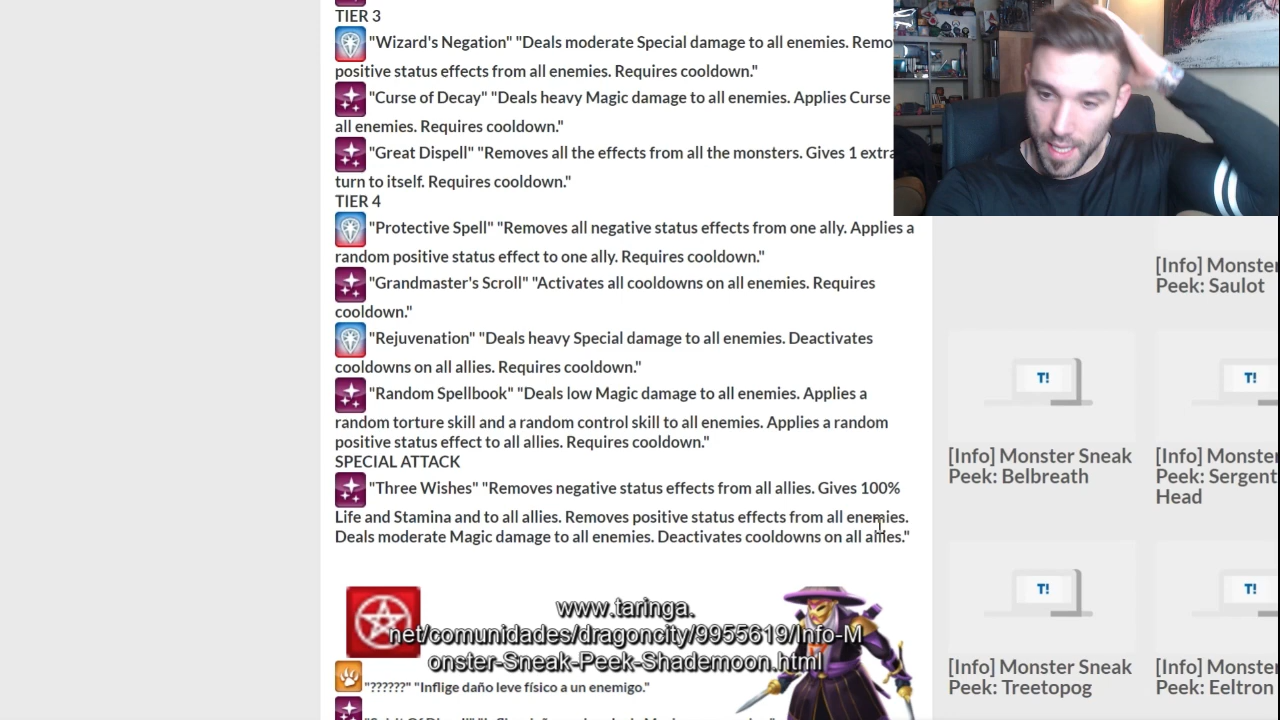 TIER 3
"Wizard's Negation" "Deals moderate Special damage to all enemies.
positive status effects from all enemies. Requires cooldown."
"Curse of Decay" "Deals heavy Magic damage to all enemies. Applies Curse
all enemies. Requires cooldown."
"Great Dispell" "Removes all the effects from all the monsters. Gives 1 extra
turn to itself. Requires cooldown."
TIER 4
"Protective Spell" "Removes all negative status effects from one ally. Applies a
random positive status effect to one ally. Requires cooldown."
"Grandmaster's Scroll" "Activates all cooldowns on all enemies. Requires
cooldown."
"Rejuvenation" "Deals heavy Special damage to all enemies. Deactivates
cooldowns on all allies. Requires cooldown."
"Random Spellbook" "Deals low Magic damage to all enemies. Applies a
random torture skill and a random control skill to all enemies. Applies a random
positive status effect to all allies. Requires cooldown."
SPECIAL ATTACK
"Three Wishes" "Removes negative status effects from all allies. Gives 100%
Life and Stamina and to all allies. Removes positive status effects from all enemies.
Deals moderate Magic damage to all enemies. Deactivates cooldowns on all allies."
www.taringa.
net/comunidades/dragoncity/9955619/Info-M
onster-Sneak-Peek-Shademoon.html
"??????" "Inflige daño leve físico a un enemigo."
[Info] Monster
Peek: Saulot
T!
T!
[Info] Monster Sneak
Peek: Belbreath
[Info] Monster
Peek: Sergent
Head
T!
T!
[Info] Monster Sneak
Peek: Treetopog
[Info] Monster
Peek: Eeltron